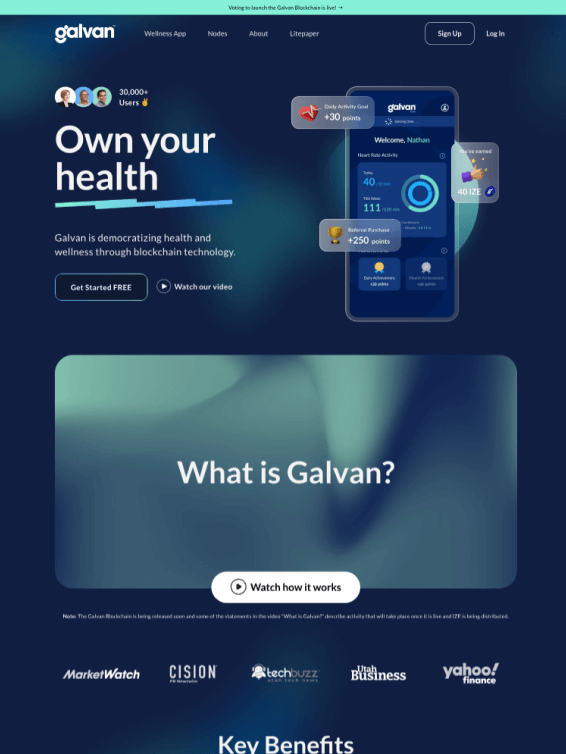 Voting to launch the Galvan Blockchain is live! →
galvan
Wellness App
Nodes
About
Litepaper
Sign Up
Log In
30,000+
Users
Own your
health
Galvan is democratizing health and
wellness through blockchain technology.
Get Started FREE
Watch our video
Daily Activity Goal
+30 points
galvan
Welcome, Nathan
Heart Rate Activity
You've earned
40 IZE
Today
40
This Week
111
Referral Purchase
+250 points
Daily Achievement
What is Galvan?
Watch how it works
Note: The Galvan Blockchain is being released soon and some of the statements in the video "What is Galvan?" describe activity that will take place once it is live and IZE is being distributed.
MarketWatch
CISION
PR Newswire
techbuzz
utah tech news
Utah
Business
yahoo!
finance
Key Benefits